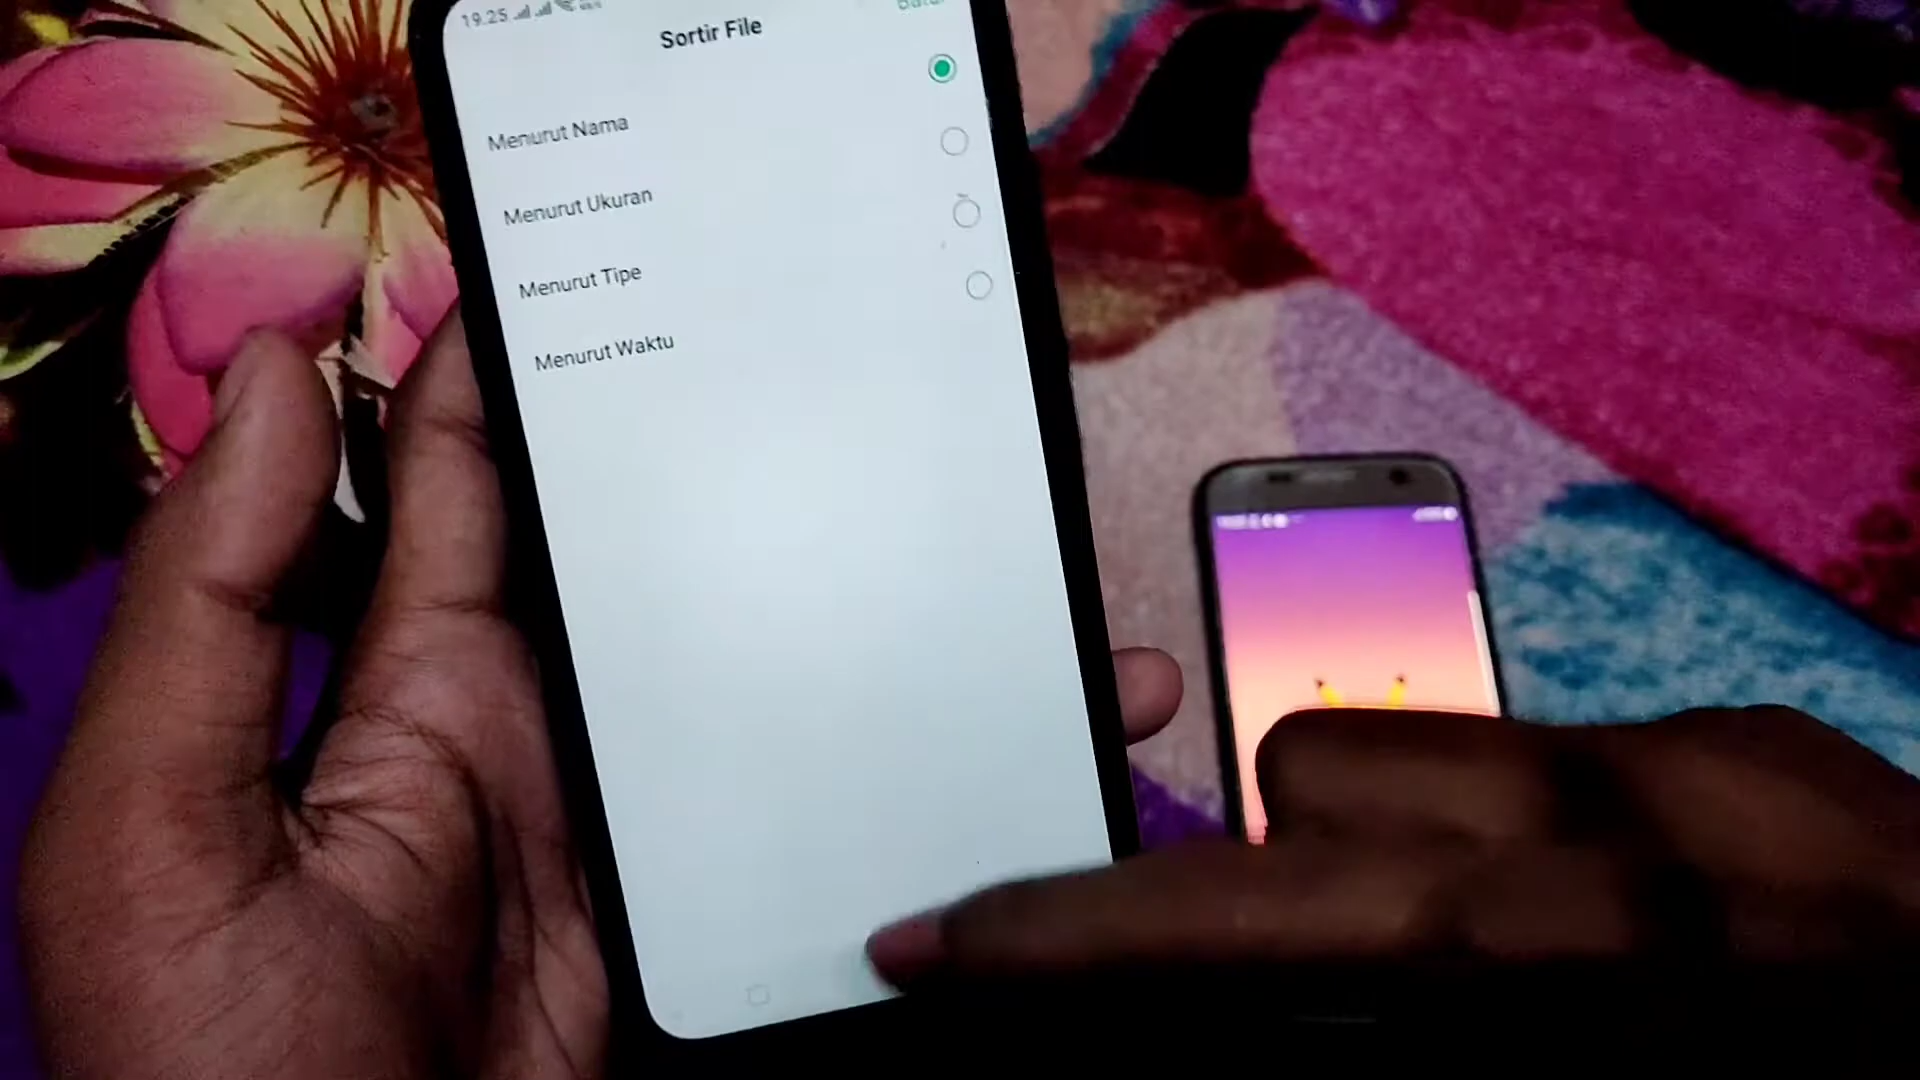 19.25
Sortir File
Menurut Nama
Menurut Ukuran
Menurut Tipe
Menurut Waktu